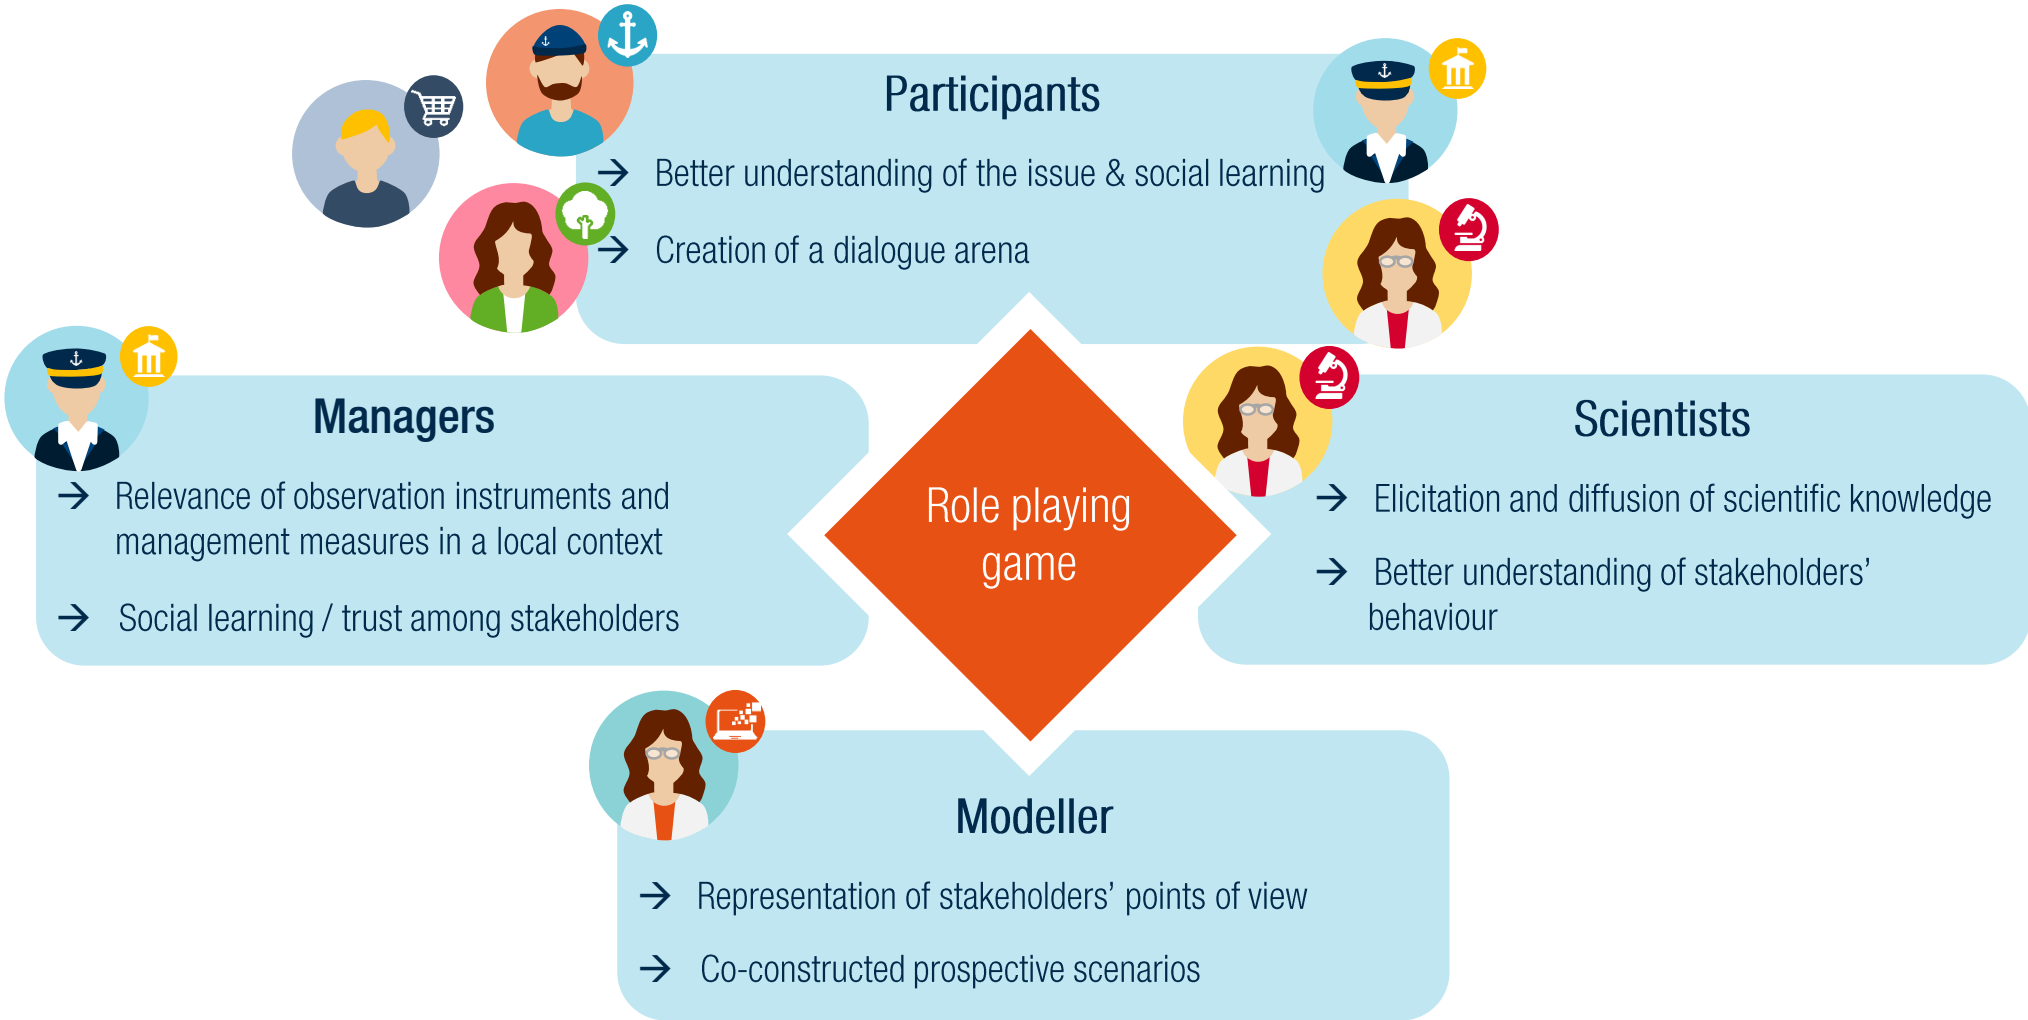 Participants
→ Better understanding of the issue & social learning
→ Creation of a dialogue arena
Managers
→ Relevance of observation instruments and
management measures in a local context
→ Social learning / trust among stakeholders
Role playing
game
Scientists
→ Elicitation and diffusion of scientific knowledge
→ Better understanding of stakeholders’
behaviour
Modeller
→ Representation of stakeholders’ points of view
→ Co-constructed prospective scenarios